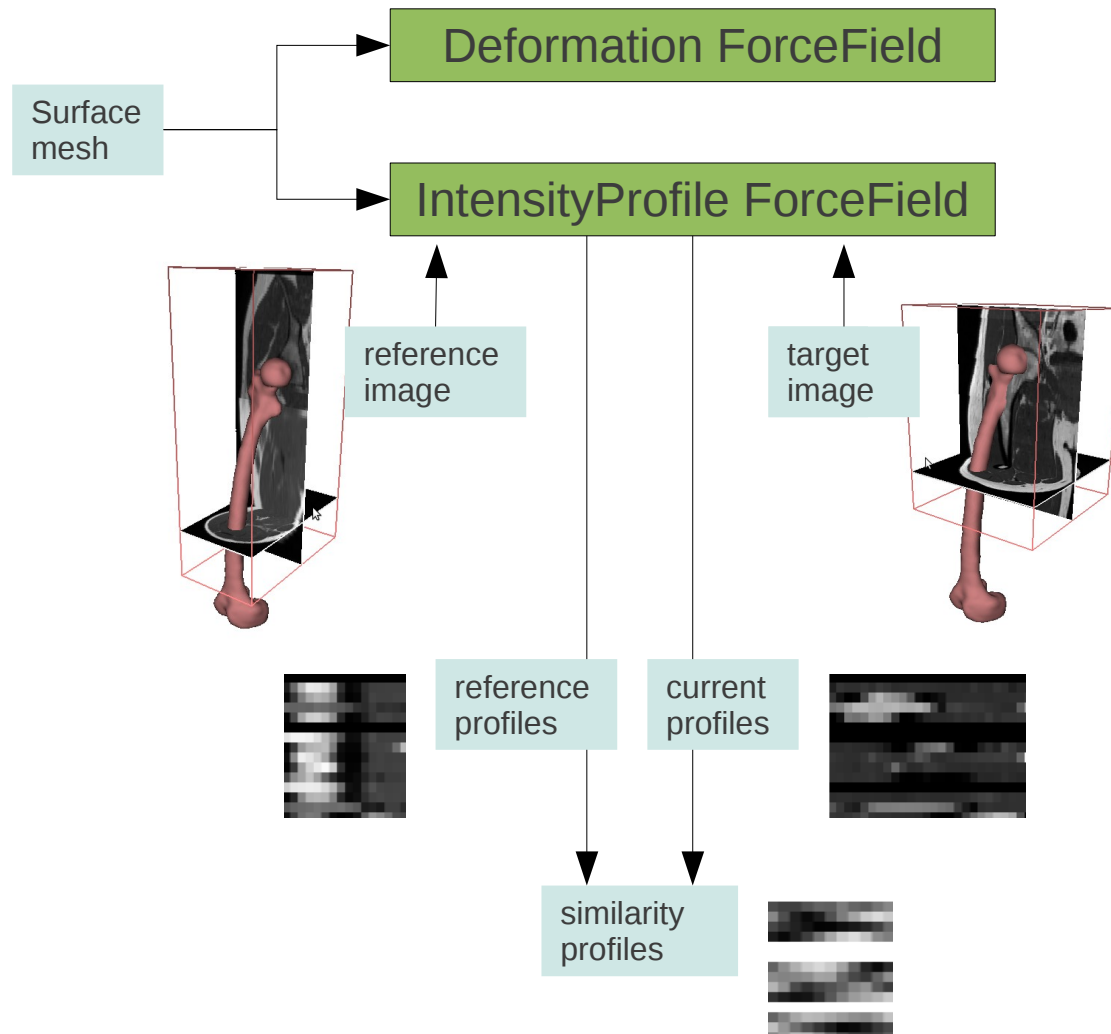 Deformation ForceField
Surface
mesh
IntensityProfile ForceField
reference
image
target
image
reference
profiles
current
profiles
similarity
profiles